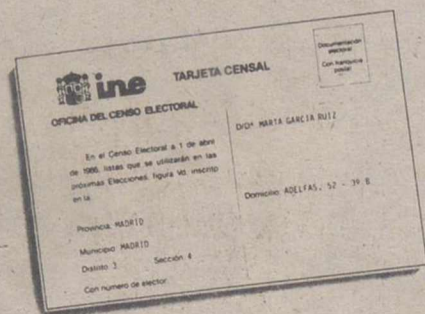 Documentación
electoral
Con franquicia
postal
ine
TARJETA CENSAL
OFICINA DEL CENSO ELECTORAL
En el Censo Electoral a 1 de abril
de 1986, listas que se utilizarán en las
próximas Elecciones, figura Vd. inscrito
en la:
Provincia: MADRID
Municipio: MADRID
Distrito: 3 Sección: 4
Con número de elector:
D/Dª MARTA GARCIA RUIZ
Domicilio: ADELFAS, 52 - 3º B